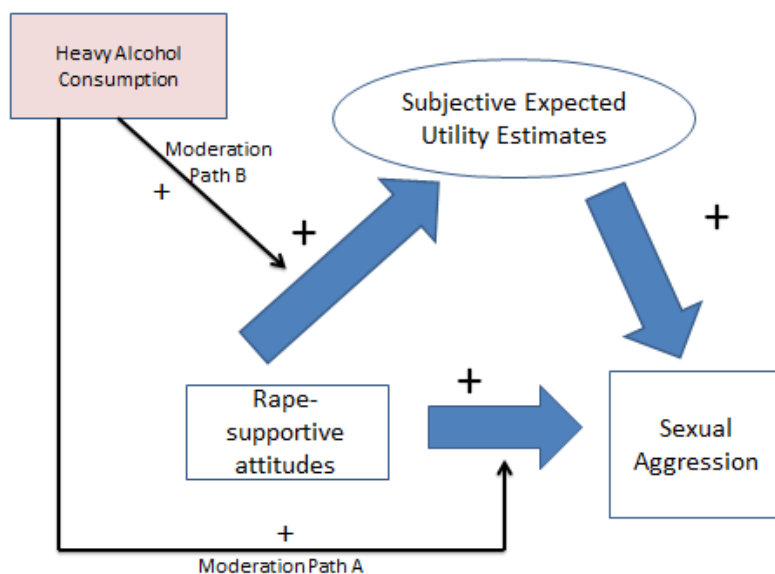 Heavy Alcohol
Consumption
Subjective Expected
Utility Estimates
Moderation
Path B
+
+
+
Rape-
supportive
attitudes
+
Sexual
Aggression
+
Moderation Path A